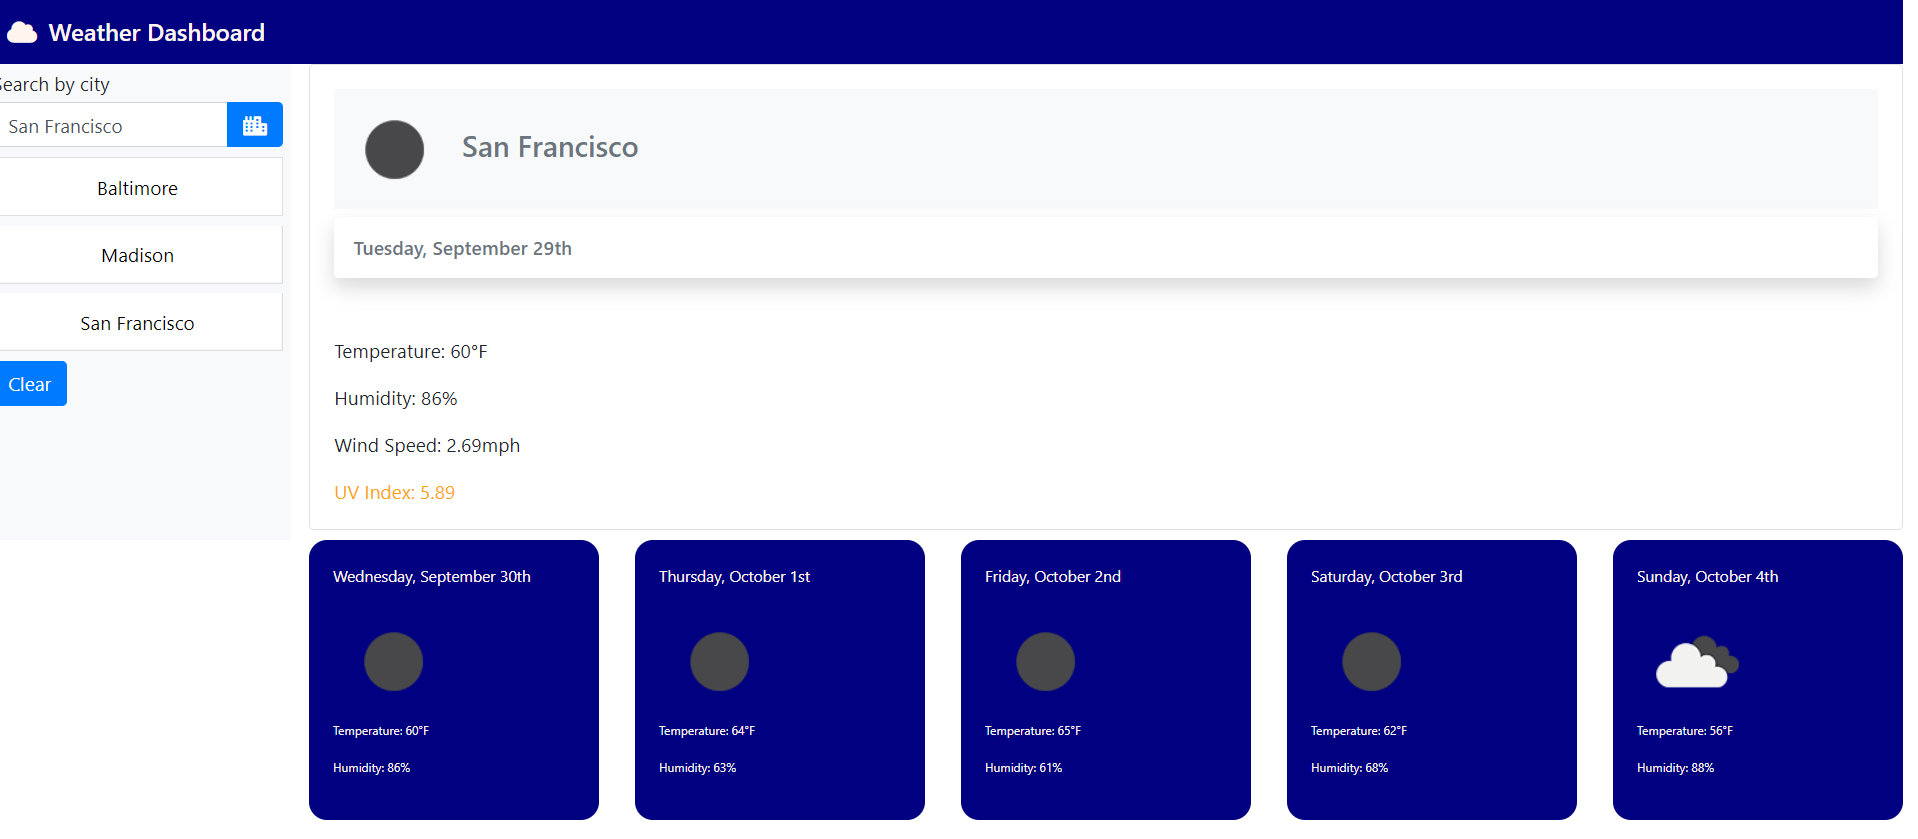 Weather Dashboard
Search by city
San Francisco
Baltimore
Madison
San Francisco
Clear
San Francisco
Tuesday, September 29th
Temperature: 60°F
Humidity: 86%
Wind Speed: 2.69mph
UV Index: 5.89
Wednesday, September 30th
Temperature: 60°F
Humidity: 86%
Thursday, October 1st
Temperature: 64°F
Humidity: 63%
Friday, October 2nd
Temperature: 65°F
Humidity: 61%
Saturday, October 3rd
Temperature: 62°F
Humidity: 68%
Sunday, October 4th
Temperature: 56°F
Humidity: 88%